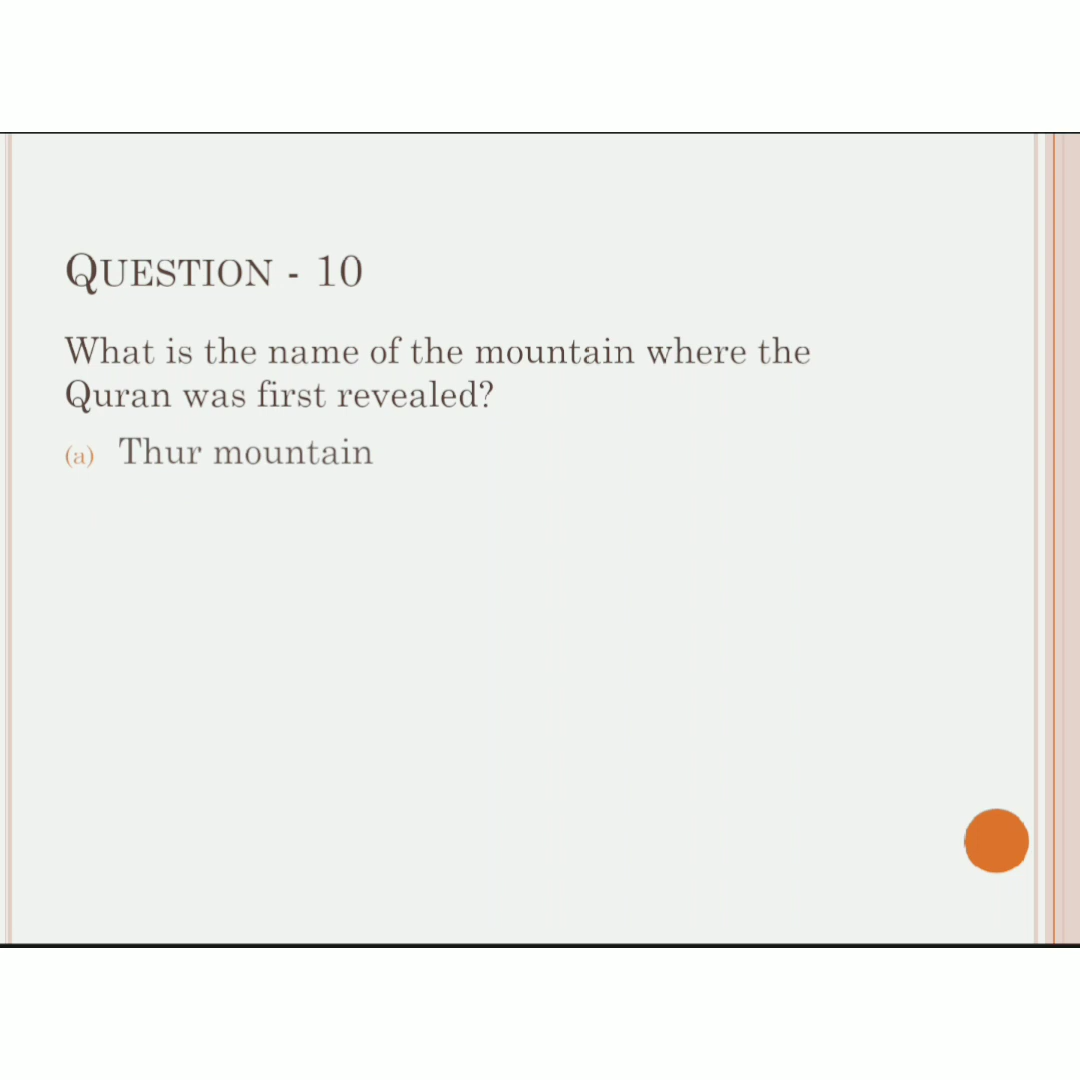 QUESTION - 10
What is the name of the mountain where the
Quran was first revealed?
(a) Thur mountain